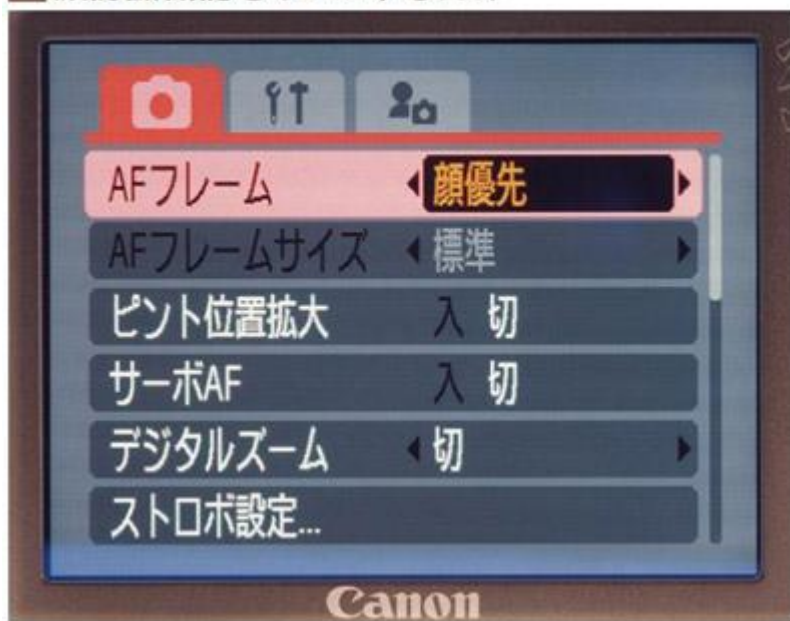 AFフレーム 顔優先
AFフレームサイズ 標準
ピント位置拡大 入 切
サーボAF 入 切
デジタルズーム 切
ストロボ設定...
Canon